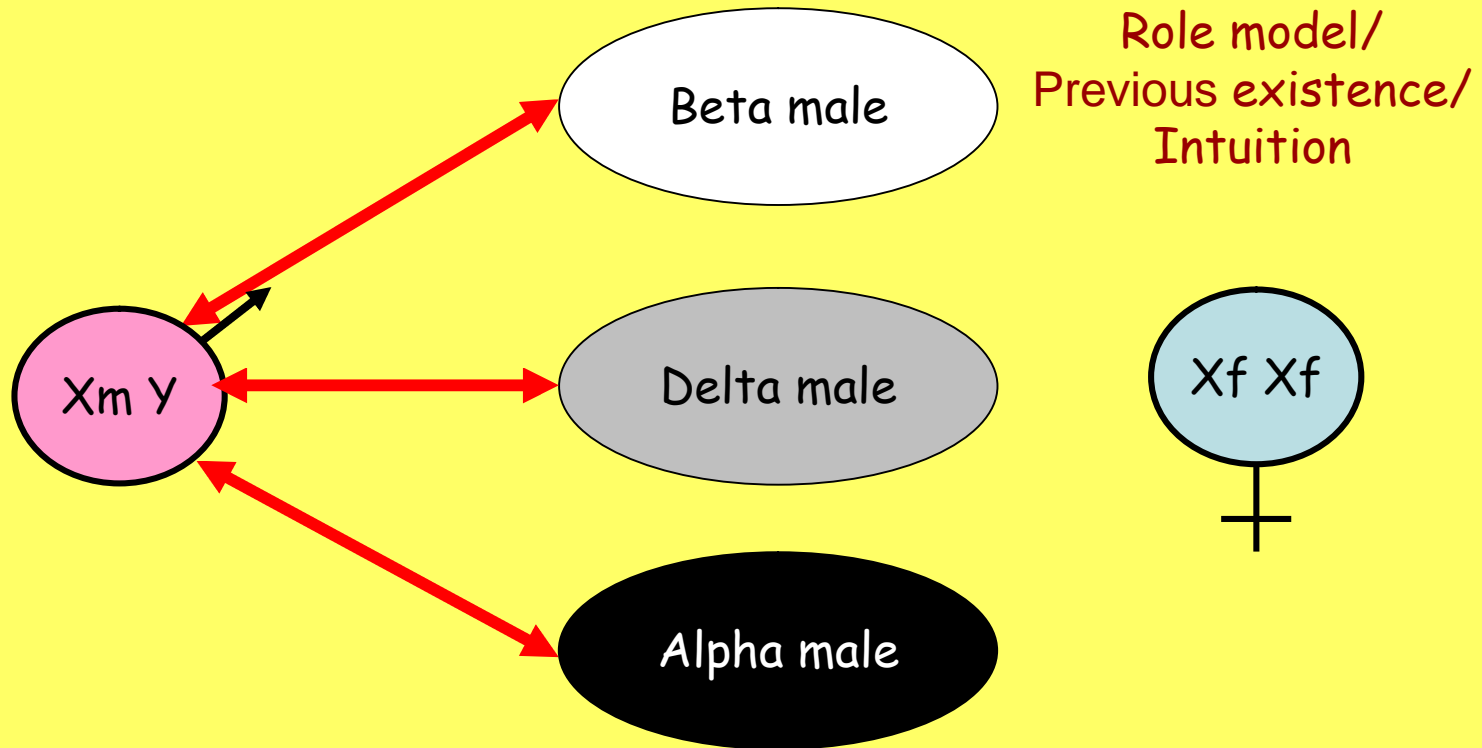 Role model/
Previous existence/
Intuition
Beta male
Xm Y
Delta male
Xf Xf
Alpha male